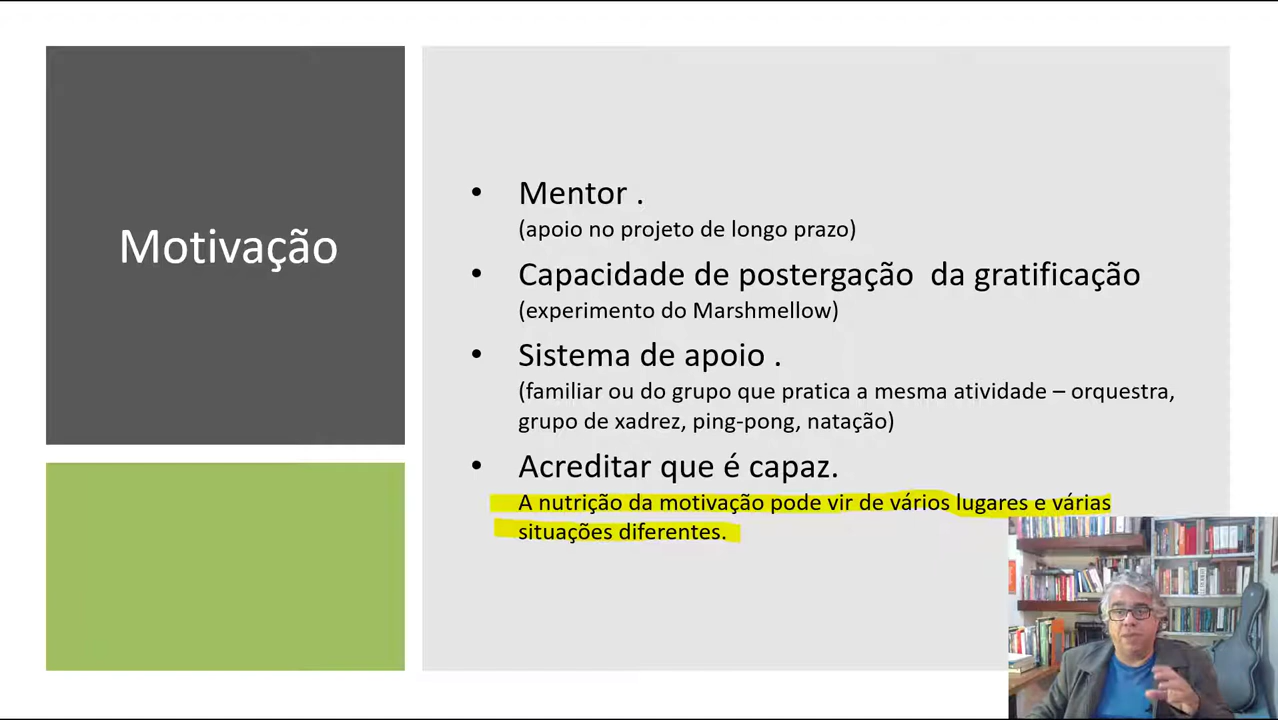 Motivação
• Mentor .
(apoio no projeto de longo prazo)
• Capacidade de postergação da gratificação
(experimento do Marshmellow)
• Sistema de apoio .
(familiar ou do grupo que pratica a mesma atividade – orquestra,
grupo de xadrez, ping-pong, natação)
• Acreditar que é capaz.
A nutrição da motivação pode vir de vários lugares e várias
situações diferentes.